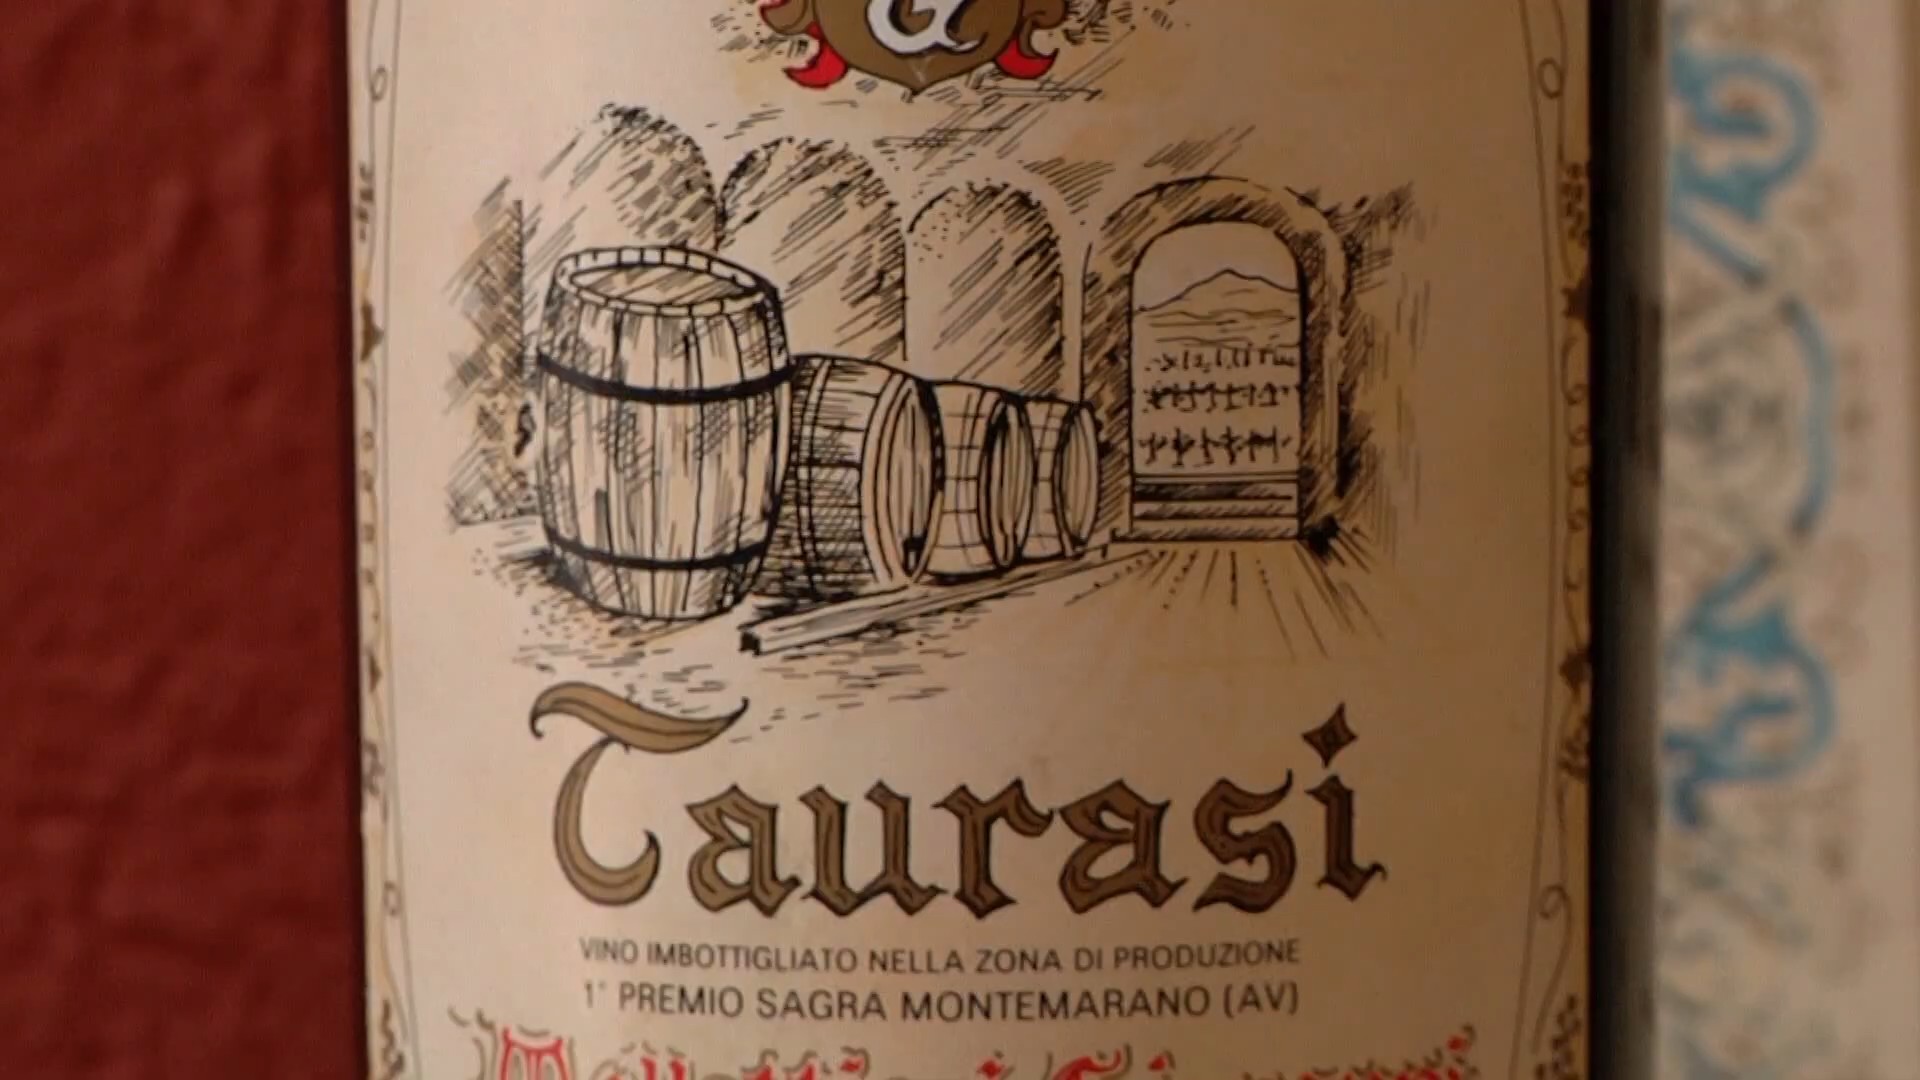 G
Taurasi
VINO IMBOTTIGLIATO NELLA ZONA DI PRODUZIONE
1° PREMIO SAGRA MONTEMARANO (AV)